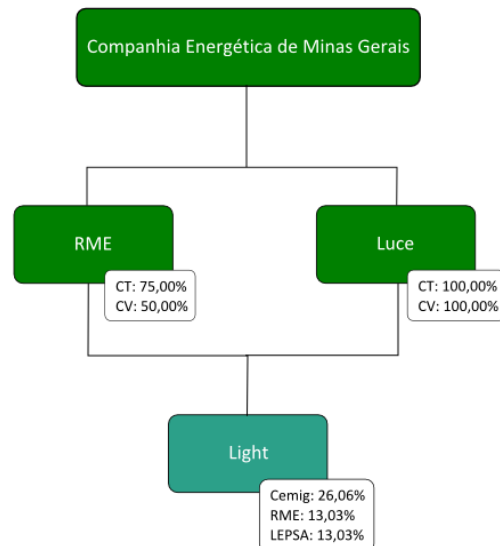 Companhia Energética de Minas Gerais
RME
CT: 75,00%
CV: 50,00%
Luce
CT: 100,00%
CV: 100,00%
Light
Cemig: 26,06%
RME: 13,03%
LEPSA: 13,03%